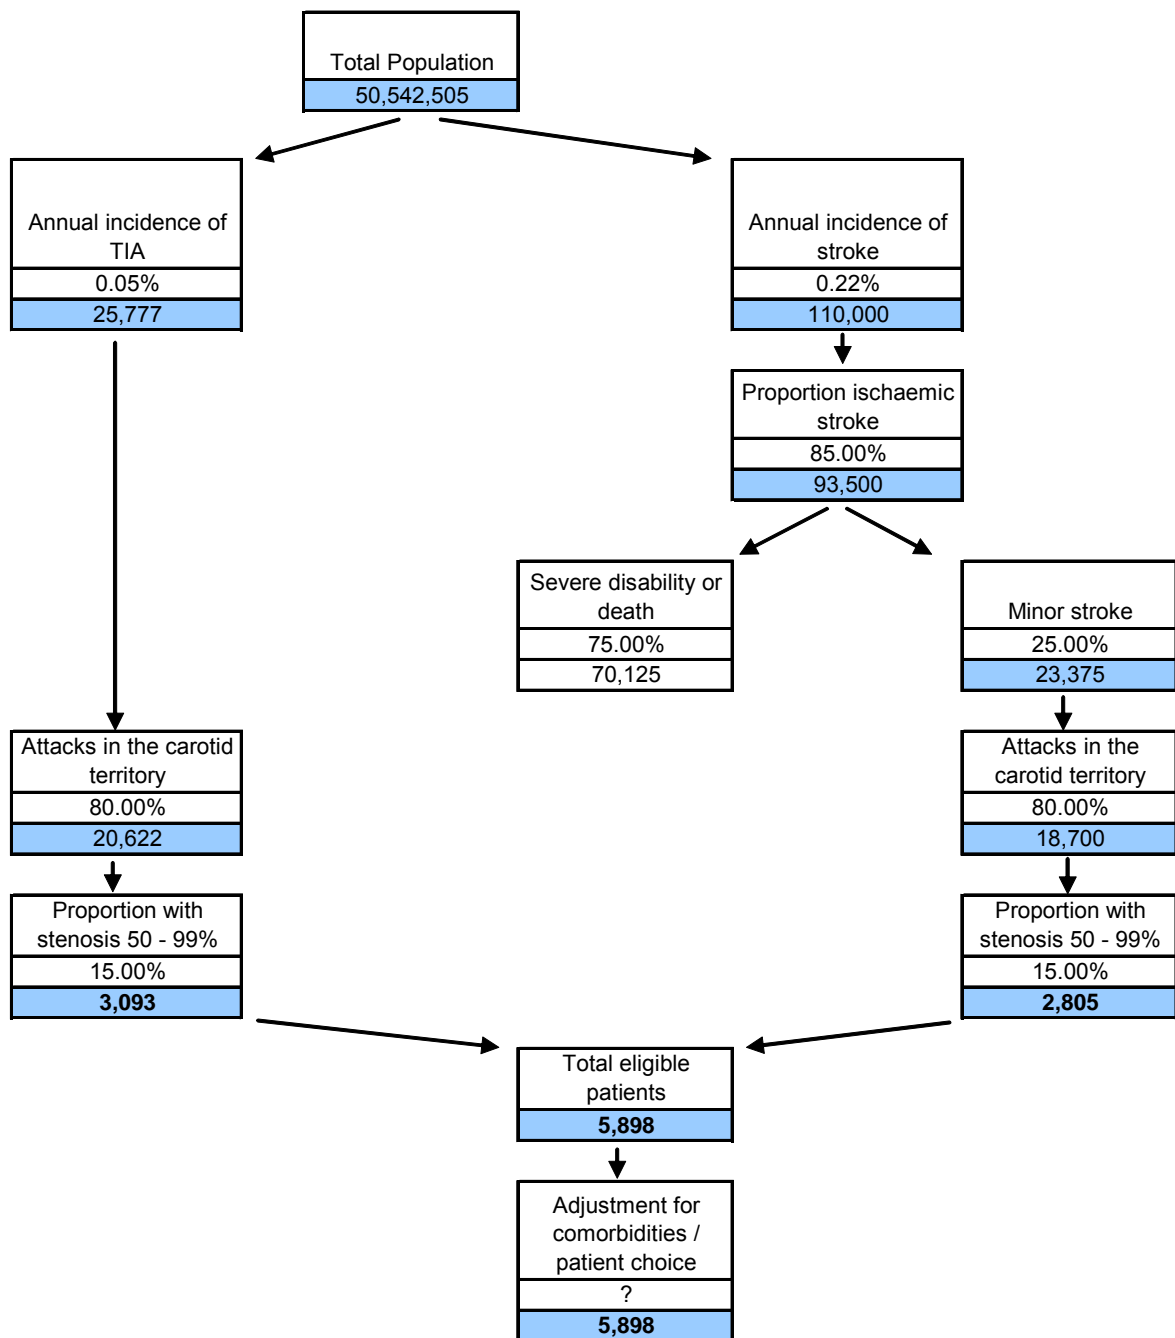 Total Population
50,542,505
Annual incidence of
TIA
0.05%
25,777
Annual incidence of
stroke
0.22%
110,000
Proportion ischaemic
stroke
85.00%
93,500
Severe disability or
death
75.00%
70,125
Minor stroke
25.00%
23,375
Attacks in the carotid
territory
80.00%
20,622
Attacks in the
carotid territory
80.00%
18,700
Proportion with
stenosis 50 - 99%
15.00%
3,093
Proportion with
stenosis 50 - 99%
15.00%
2,805
Total eligible
patients
5,898
Adjustment for
comorbidities /
patient choice
?
5,898